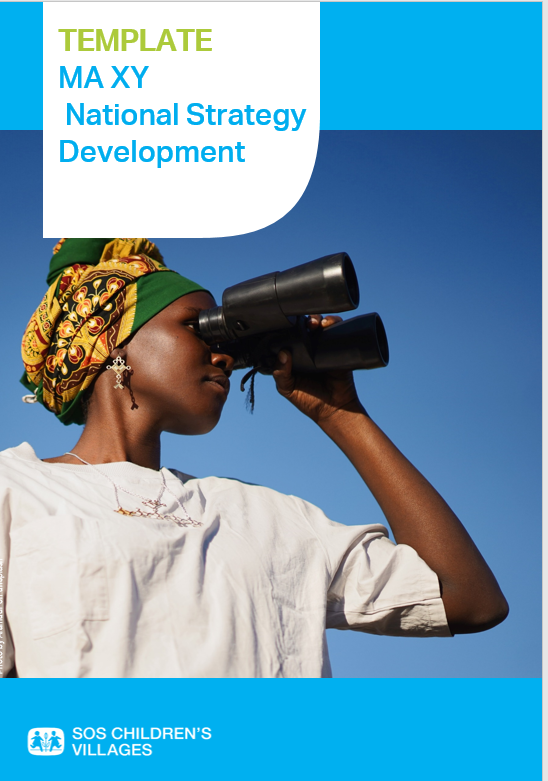 TEMPLATE
MA XY
National Strategy
Development
SOS CHILDREN'S
VILLAGES